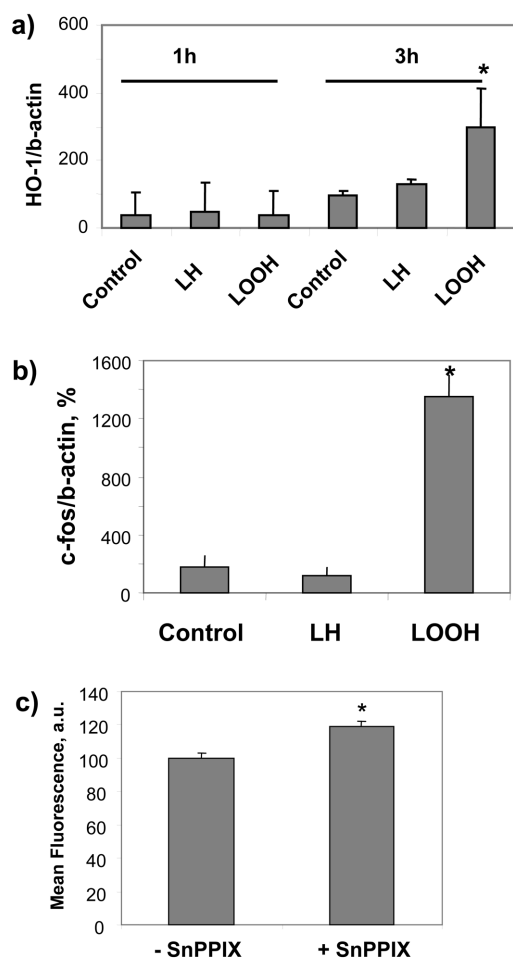 a)
HO-1/b-actin
600
400
200
0
1h
3h
*
Control
LH
LOOH
Control
LH
LOOH
b)
c-fos/b-actin, %
1600
1200
800
400
0
*
Control
LH
LOOH
c)
Mean Fluorescence, a.u.
140
120
100
80
60
40
20
0
*
- SnPPIX
+ SnPPIX